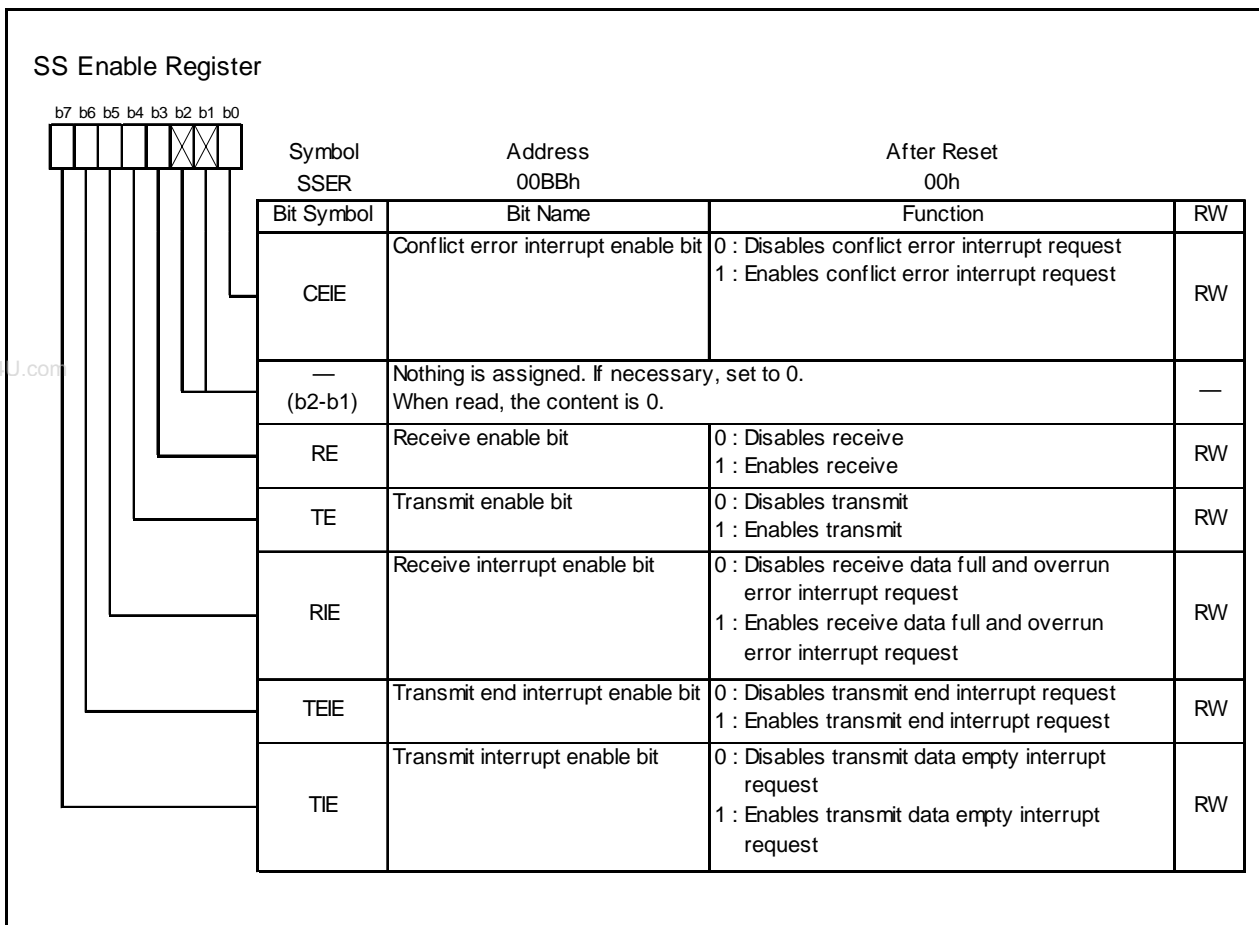 SS Enable Register
b7 b6 b5 b4 b3 b2 b1 b0
Symbol Address After Reset
SSER 00BBh 00h
Bit Symbol Bit Name Function RW
CEIE Conflict error interrupt enable bit 0 : Disables conflict error interrupt request
1 : Enables conflict error interrupt request RW
— (b2-b1) Nothing is assigned. If necessary, set to 0.
When read, the content is 0. —
RE Receive enable bit 0 : Disables receive
1 : Enables receive RW
TE Transmit enable bit 0 : Disables transmit
1 : Enables transmit RW
RIE Receive interrupt enable bit 0 : Disables receive data full and overrun
error interrupt request
1 : Enables receive data full and overrun
error interrupt request RW
TEIE Transmit end interrupt enable bit 0 : Disables transmit end interrupt request
1 : Enables transmit end interrupt request RW
TIE Transmit interrupt enable bit 0 : Disables transmit data empty interrupt
request
1 : Enables transmit data empty interrupt
request RW
U.com